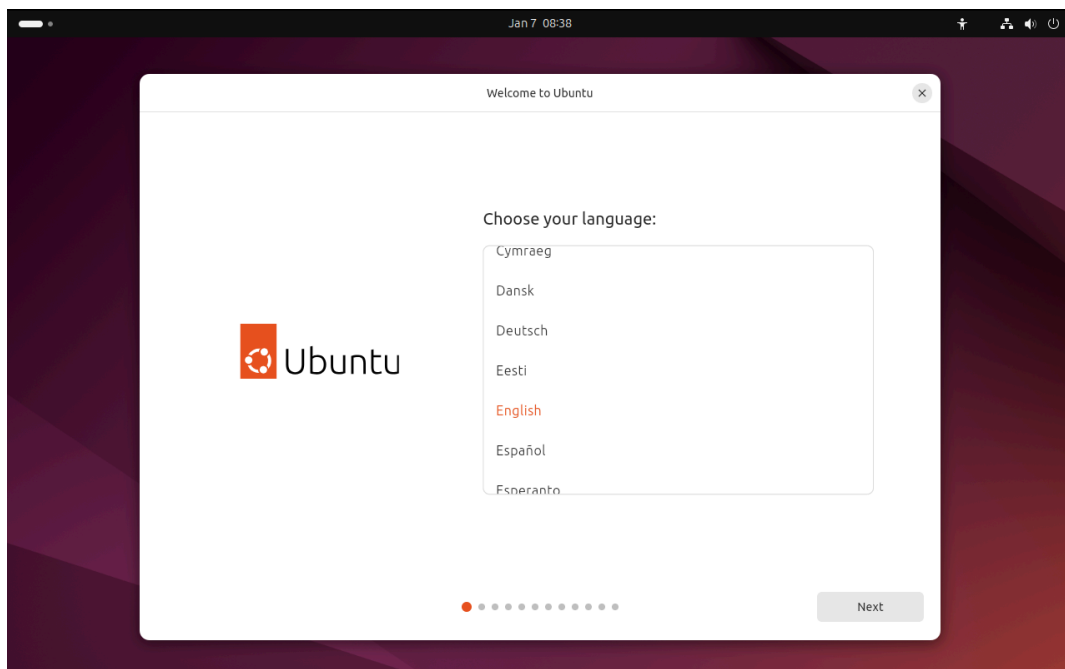 Jan 7 08:38
Welcome to Ubuntu
Choose your language:
Cymraeg
Dansk
Deutsch
Eesti
English
Español
Esperanto
Ubuntu
Next